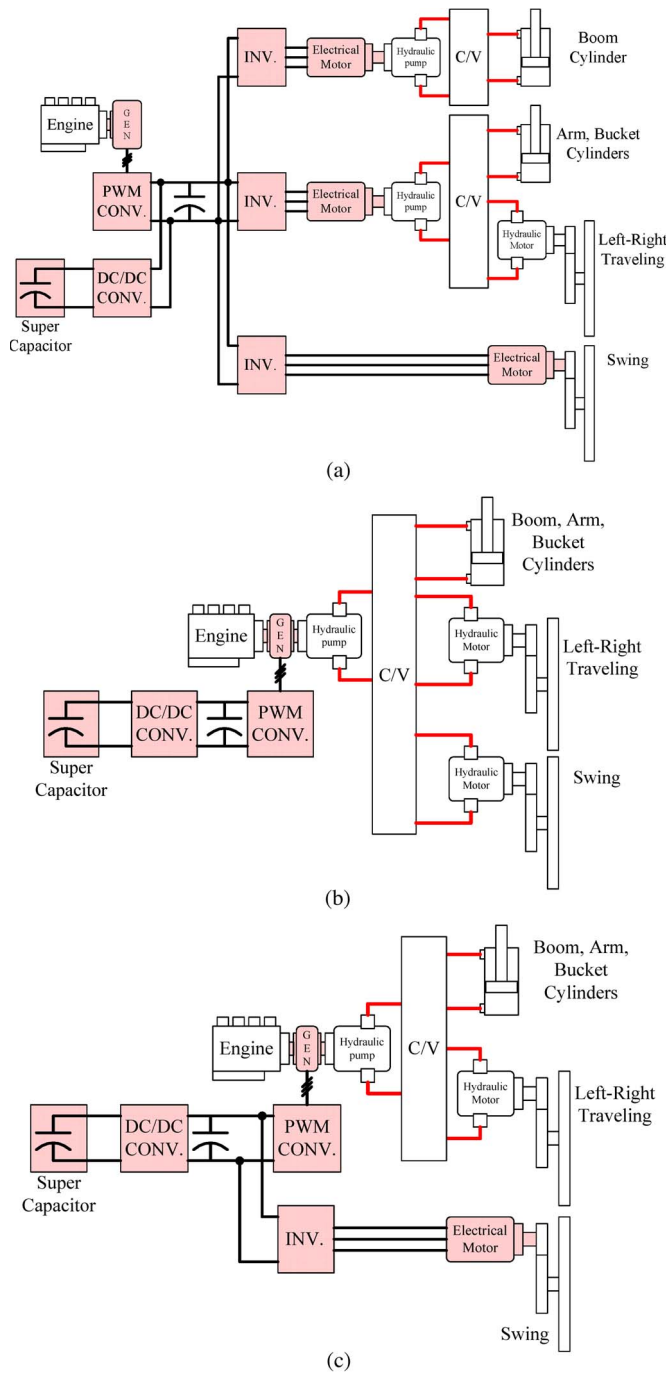 INV.
Electrical
Motor
Hydraulic
pump
C/V
Boom
Cylinder
Engine
G
E
N
PWM
CONV.
INV.
Electrical
Motor
Hydraulic
pump
C/V
Arm, Bucket
Cylinders
Hydraulic
Motor
Left-Right
Traveling
DC/DC
CONV.
Super
Capacitor
INV.
Electrical
Motor
Swing
(a)
Boom, Arm,
Bucket
Cylinders
Engine
G
E
N
Hydraulic
pump
C/V
Hydraulic
Motor
Left-Right
Traveling
DC/DC
CONV.
PWM
CONV.
Super
Capacitor
Hydraulic
Motor
Swing
(b)
Boom, Arm,
Bucket
Cylinders
Engine
G
E
N
Hydraulic
pump
C/V
Hydraulic
Motor
Left-Right
Traveling
DC/DC
CONV.
PWM
CONV.
Super
Capacitor
INV.
Electrical
Motor
Swing
(c)